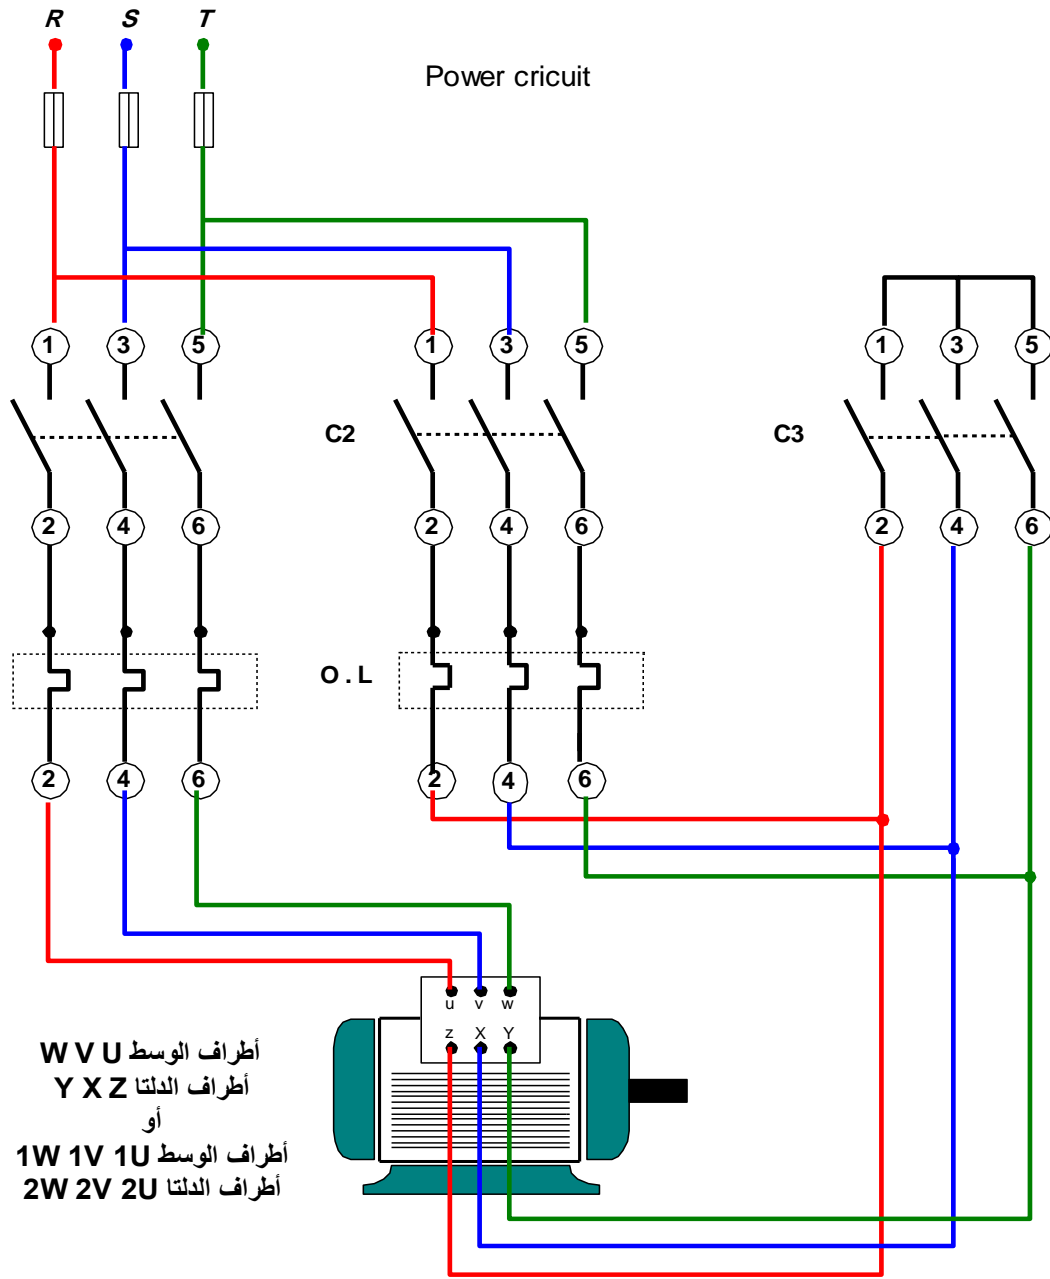 R S T
Power cricuit
1 3 5 1 3 5 1 3 5
C2 C3
2 4 6 2 4 6 2 4 6
O . L
2 4 6 2 4 6
u v w
z X Y
أطراف الوسط W V U
أطراف الدلتا Y X Z
أو
أطراف الوسط 1W 1V 1U
أطراف الدلتا 2W 2V 2U